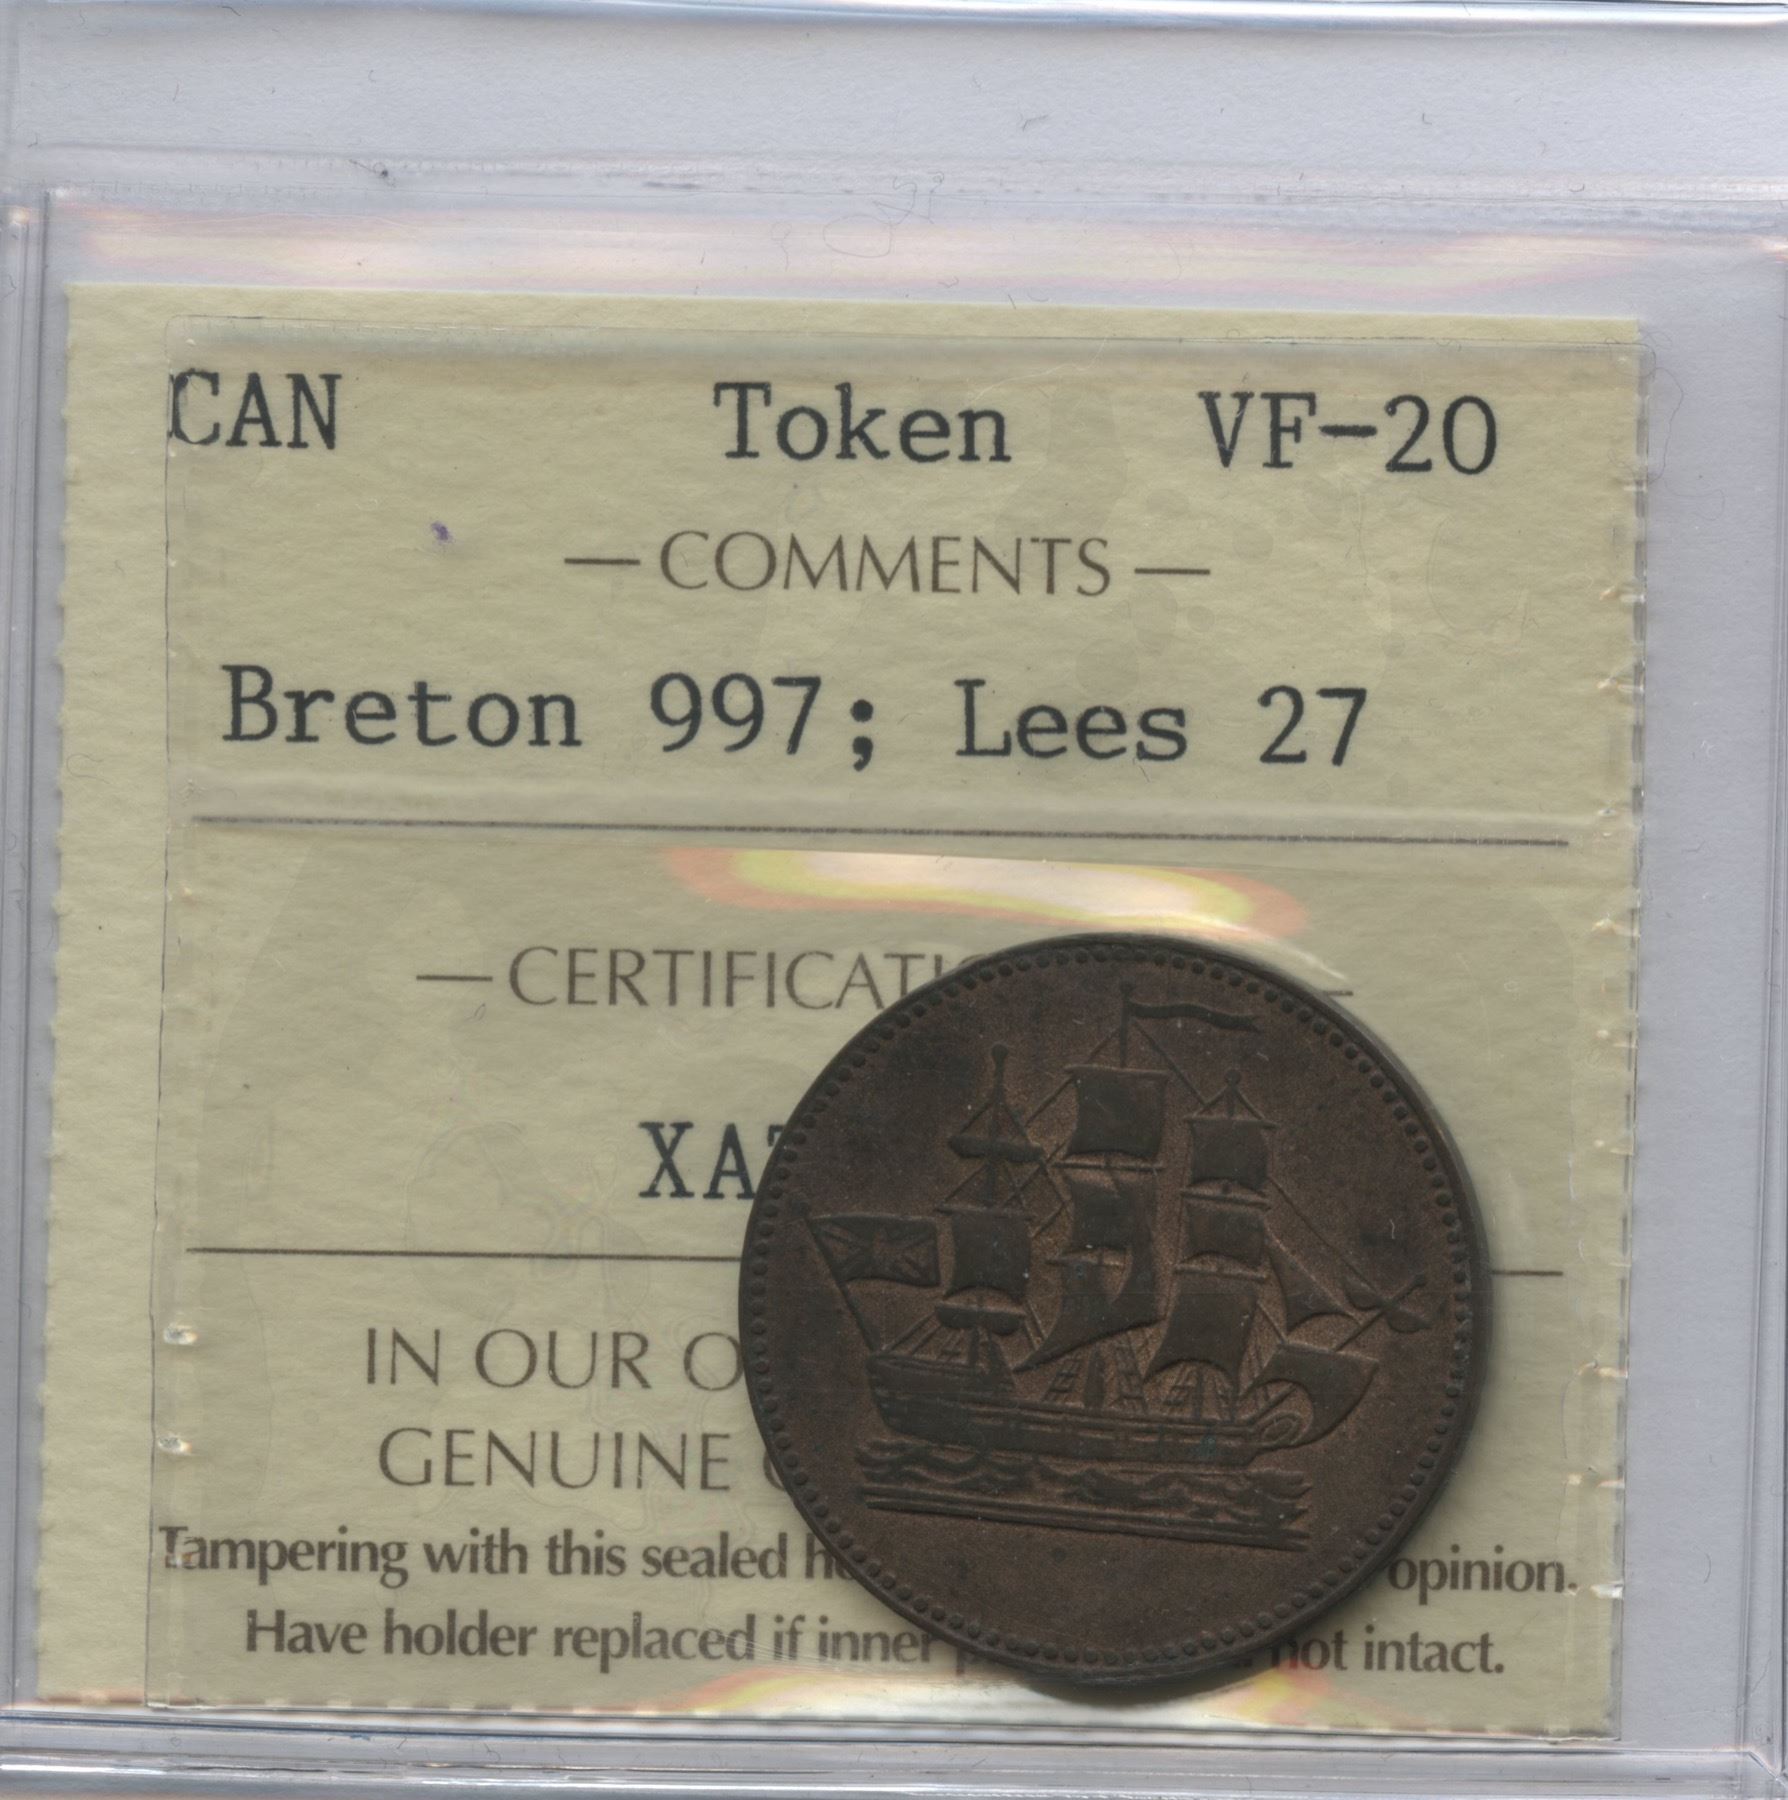 CAN Token VF-20
— COMMENTS —
Breton 997; Lees 27
— CERTIFICATI —
XA
IN OUR O
GENUINE
Tampering with this sealed h opinion.
Have holder replaced if inner not intact.